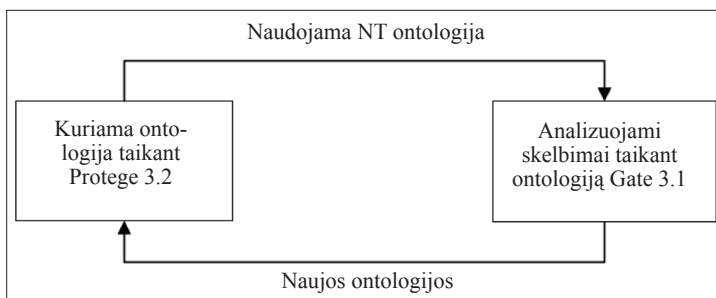 Naudojama NT ontologija
Kuriama onto-
logija taikant
Protege 3.2
Analizuojami
skelbimai taikant
ontologiją Gate 3.1
Naujos ontologijos